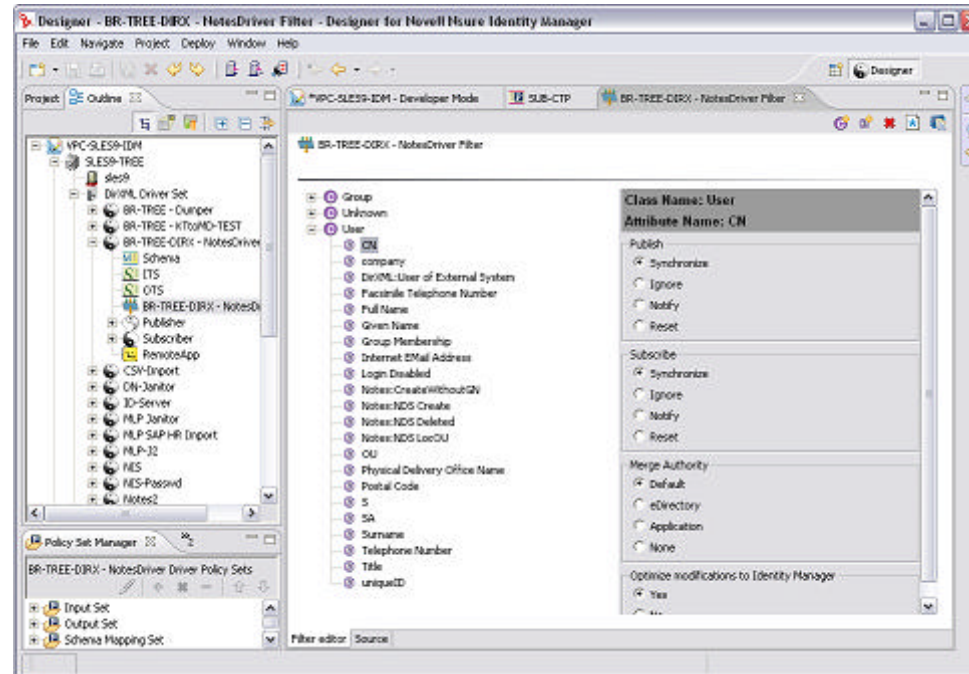 Designer - BR-TREE-DIRX - NotesDriver Filter - Designer for Novell Nsure Identity Manager
File Edit Navigate Project Deploy Window Help
Designer
Project Outline
*VPC-SLES9-IDM - Developer Mode
SUB-CTP
BR-TREE-DIRX - NotesDriver Filter
VPC-SLES9-IDM
SLES9-TREE
sles9
DirXML Driver Set
BR-TREE - Dumper
BR-TREE - KToMD-TEST
BR-TREE-DIRX - NotesDriver
Schema
ITS
OTS
BR-TREE-DIRX - NotesDr
Publisher
Subscriber
RemoteApp
CSV-Import
DN-Janitor
ID-Server
MLP Janitor
MLP SAP HR Import
MLP-J2
NIS
NIS-Passwd
Notes2
Policy Set Manager
BR-TREE-DIRX - NotesDriver Driver Policy Sets
Input Set
Output Set
Schema Mapping Set
BR-TREE-DIRX - NotesDriver Filter
Group
Unknown
User
CN
company
DirXML:User of External System
Facsimile Telephone Number
Full Name
Given Name
Group Membership
Internet EMail Address
Login Disabled
Notes:CreateWithoutGN
Notes:NDS Create
Notes:NDS Deleted
Notes:NDS LocOU
OU
Physical Delivery Office Name
Postal Code
S
SA
Surname
Telephone Number
Title
uniqueID
Filter editor Source
Class Name: User
Attribute Name: CN
Publish
Synchronize
Ignore
Notify
Reset
Subscribe
Synchronize
Ignore
Notify
Reset
Merge Authority
Default
eDirectory
Application
None
Optimize modifications to Identity Manager
Yes